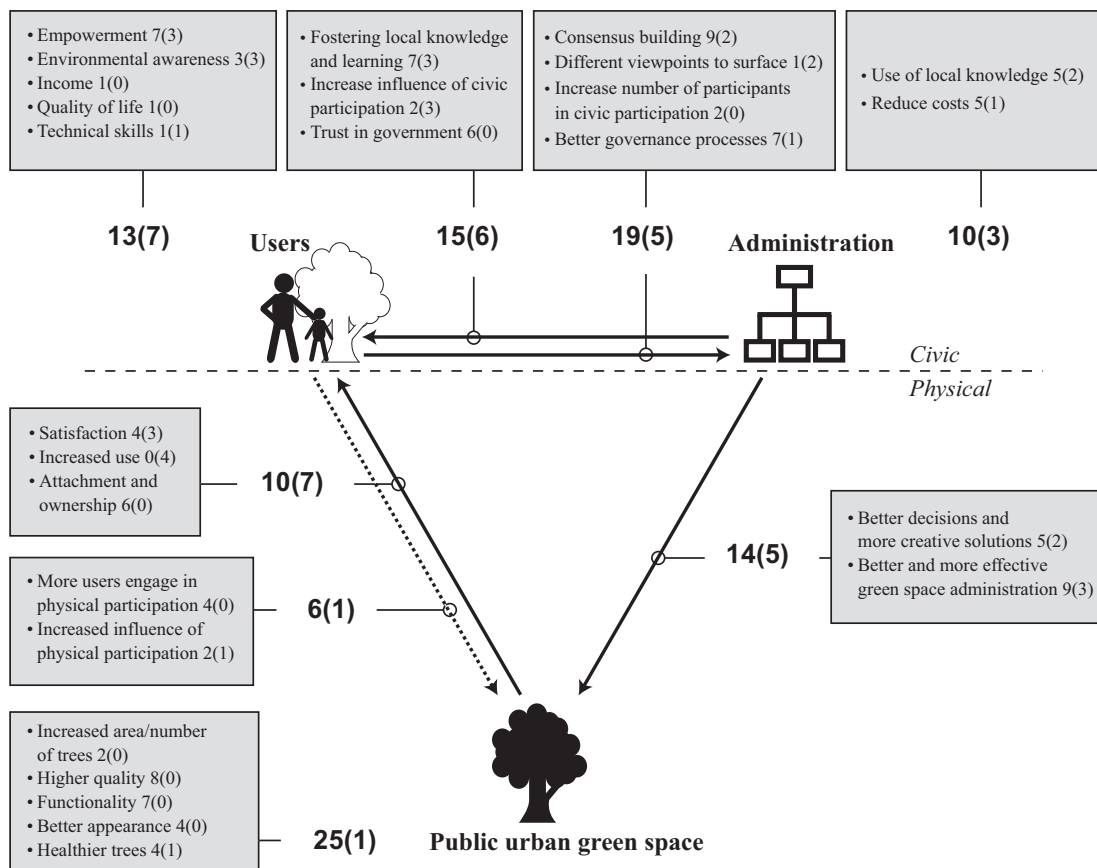 • Empowerment 7(3)
• Environmental awareness 3(3)
• Income 1(0)
• Quality of life 1(0)
• Technical skills 1(1)
• Fostering local knowledge
and learning 7(3)
• Increase influence of civic
participation 2(3)
• Trust in government 6(0)
• Consensus building 9(2)
• Different viewpoints to surface 1(2)
• Increase number of participants
in civic participation 2(0)
• Better governance processes 7(1)
• Use of local knowledge 5(2)
• Reduce costs 5(1)
13(7)
Users
15(6)
19(5)
Administration
10(3)
Civic
Physical
• Satisfaction 4(3)
• Increased use 0(4)
• Attachment and
ownership 6(0)
10(7)
• Better decisions and
more creative solutions 5(2)
• Better and more effective
green space administration 9(3)
14(5)
• More users engage in
physical participation 4(0)
• Increased influence of
physical participation 2(1)
6(1)
• Increased area/number
of trees 2(0)
• Higher quality 8(0)
• Functionality 7(0)
• Better appearance 4(0)
• Healthier trees 4(1)
25(1)
Public urban green space